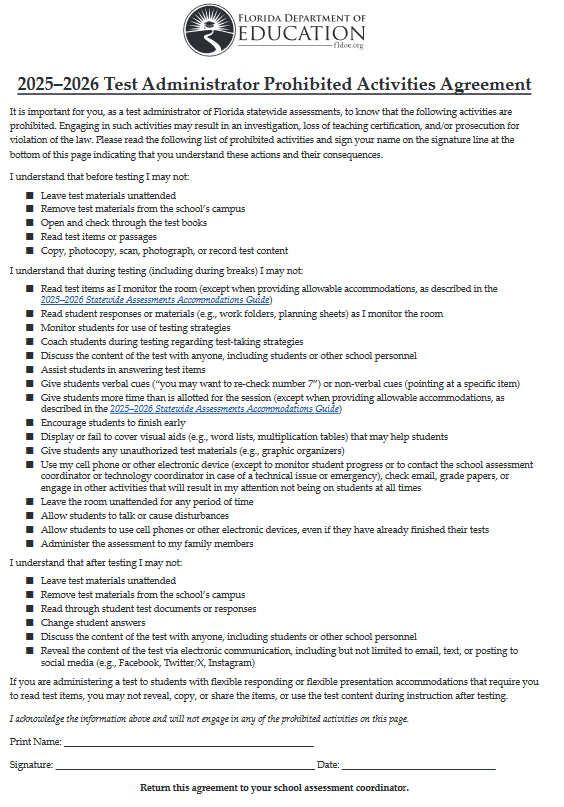 FLORIDA DEPARTMENT OF
EDUCATION
fldoe.org
2025–2026 Test Administrator Prohibited Activities Agreement
It is important for you, as a test administrator of Florida statewide assessments, to know that the following activities are
prohibited. Engaging in such activities may result in an investigation, loss of teaching certification, and/or prosecution for
violation of the law. Please read the following list of prohibited activities and sign your name on the signature line at the
bottom of this page indicating that you understand these actions and their consequences.
I understand that before testing I may not:
■ Leave test materials unattended
■ Remove test materials from the school's campus
■ Open and check through the test books
■ Read test items or passages
■ Copy, photocopy, scan, photograph, or record test content
I understand that during testing (including during breaks) I may not:
■ Read test items as I monitor the room (except when providing allowable accommodations, as described in the
2025–2026 Statewide Assessments Accommodations Guide)
■ Read student responses or materials (e.g., work folders, planning sheets) as I monitor the room
■ Monitor students for use of testing strategies
■ Coach students during testing regarding test-taking strategies
■ Discuss the content of the test with anyone, including students or other school personnel
■ Assist students in answering test items
■ Give students verbal cues ("you may want to re-check number 7") or non-verbal cues (pointing at a specific item)
■ Give students more time than is allotted for the session (except when providing allowable accommodations, as
described in the 2025–2026 Statewide Assessments Accommodations Guide)
■ Encourage students to finish early
■ Display or fail to cover visual aids (e.g., word lists, multiplication tables) that may help students
■ Give students any unauthorized test materials (e.g., graphic organizers)
■ Use my cell phone or other electronic device (except to monitor student progress or to contact the school assessment
coordinator or technology coordinator in case of a technical issue or emergency), check email, grade papers, or
engage in other activities that will result in my attention not being on students at all times
■ Leave the room unattended for any period of time
■ Allow students to talk or cause disturbances
■ Allow students to use cell phones or other electronic devices, even if they have already finished their tests
■ Administer the assessment to my family members
I understand that after testing I may not:
■ Leave test materials unattended
■ Remove test materials from the school's campus
■ Read through student test documents or responses
■ Change student answers
■ Discuss the content of the test with anyone, including students or other school personnel
■ Reveal the content of the test via electronic communication, including but not limited to email, text, or posting to
social media (e.g., Facebook, Twitter/X, Instagram)
If you are administering a test to students with flexible responding or flexible presentation accommodations that require you
to read test items, you may not reveal, copy, or share the items, or use the test content during instruction after testing.
I acknowledge the information above and will not engage in any of the prohibited activities on this page.
Print Name: ____________________
Signature: ____________________ Date: ____________________
Return this agreement to your school assessment coordinator.